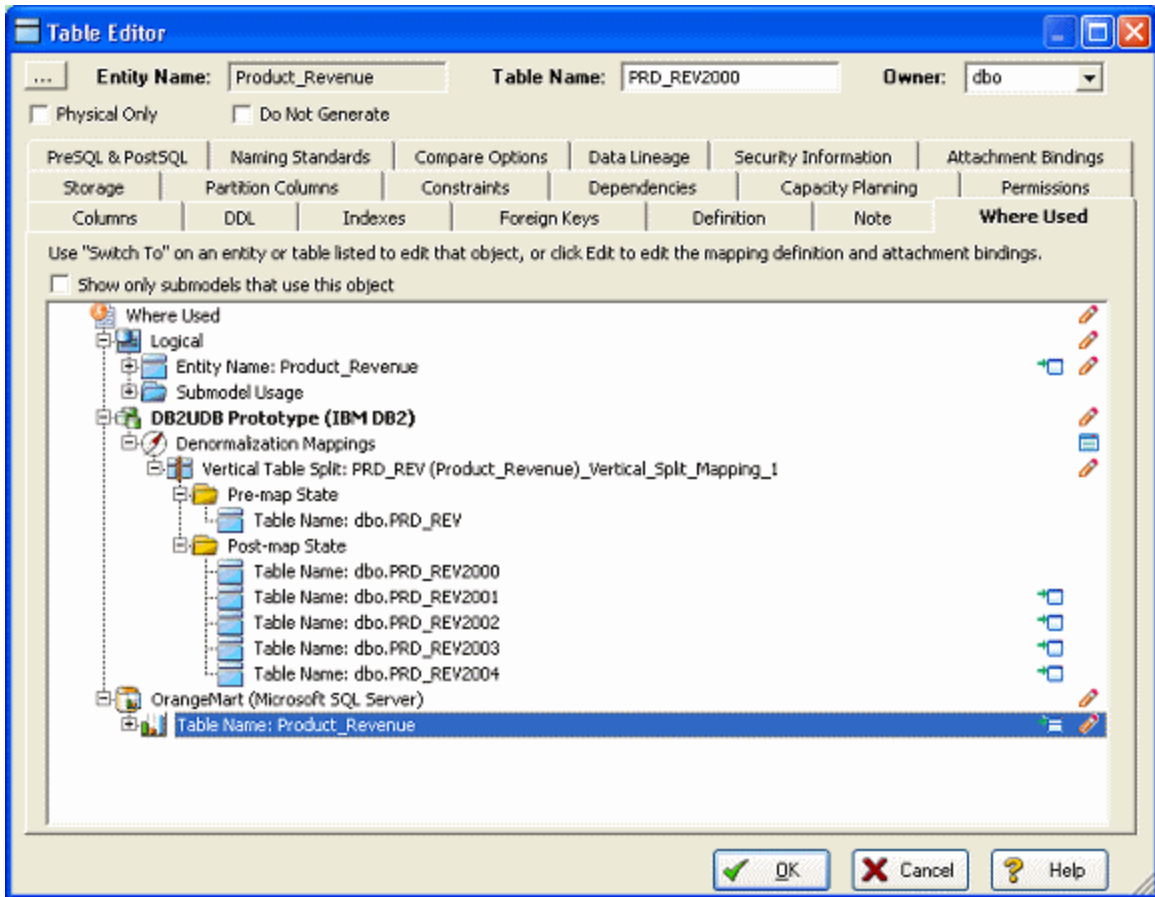 Table Editor
... Entity Name: Product_Revenue Table Name: PRD_REV2000 Owner: dbo
Physical Only Do Not Generate
PreSQL & PostSQL Naming Standards Compare Options Data Lineage Security Information Attachment Bindings
Storage Partition Columns Constraints Dependencies Capacity Planning Permissions
Columns DDL Indexes Foreign Keys Definition Note Where Used
Use "Switch To" on an entity or table listed to edit that object, or click Edit to edit the mapping definition and attachment bindings.
Show only submodels that use this object
Where Used
Logical
Entity Name: Product_Revenue
Submodel Usage
DB2UDB Prototype (IBM DB2)
Denormalization Mappings
Vertical Table Split: PRD_REV (Product_Revenue)_Vertical_Split_Mapping_1
Pre-map State
Table Name: dbo.PRD_REV
Post-map State
Table Name: dbo.PRD_REV2000
Table Name: dbo.PRD_REV2001
Table Name: dbo.PRD_REV2002
Table Name: dbo.PRD_REV2003
Table Name: dbo.PRD_REV2004
OrangeMart (Microsoft SQL Server)
Table Name: Product_Revenue
OK Cancel Help